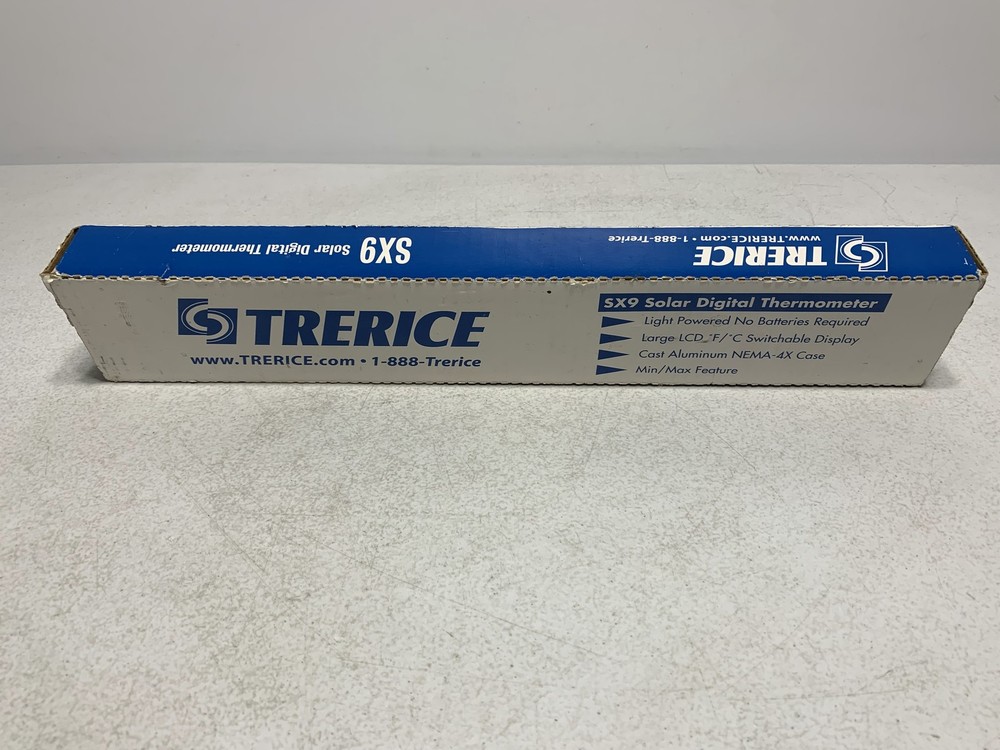 SX9 Solar Digital Thermometer
TRERICE
www.TRERICE.com • 1-888-Trerice
TRERICE
www.TRERICE.com • 1-888-Trerice
SX9 Solar Digital Thermometer
Light Powered No Batteries Required
Large LCD °F/°C Switchable Display
Cast Aluminum NEMA-4X Case
Min/Max Feature